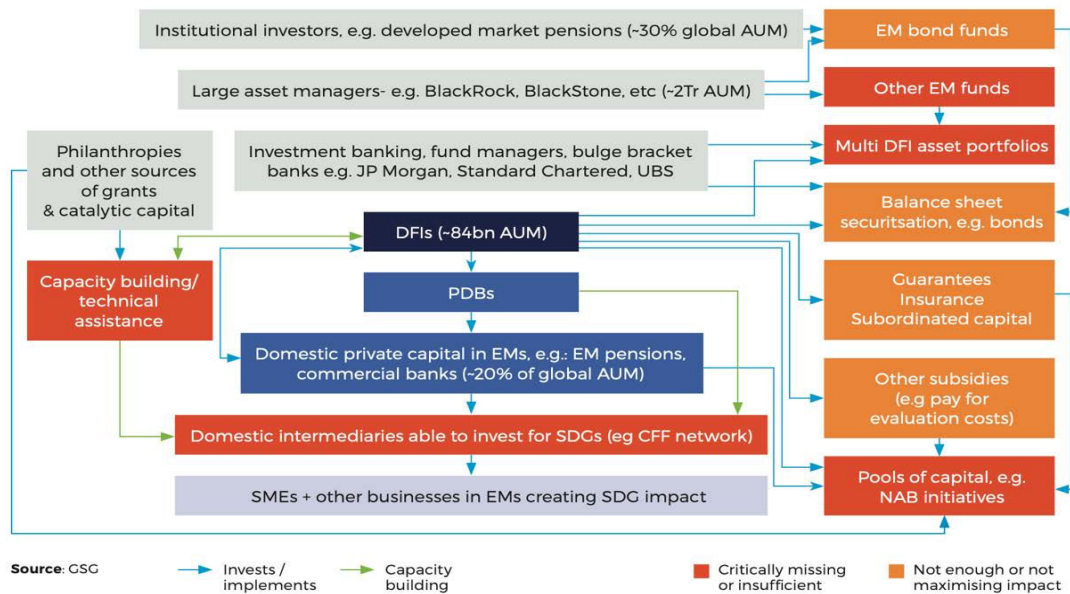 Institutional investors, e.g. developed market pensions (~30% global AUM)
EM bond funds
Large asset managers- e.g. BlackRock, BlackStone, etc (~2Tr AUM)
Other EM funds
Philanthropies
and other sources
of grants
& catalytic capital
Investment banking, fund managers, bulge bracket
banks e.g. JP Morgan, Standard Chartered, UBS
Multi DFI asset portfolios
Balance sheet
securitsation, e.g. bonds
DFIs (~84bn AUM)
Capacity building/
technical
assistance
PDBs
Guarantees
Insurance
Subordinated capital
Domestic private capital in EMs, e.g.: EM pensions,
commercial banks (~20% of global AUM)
Other subsidies
(e.g pay for
evaluation costs)
Domestic intermediaries able to invest for SDGs (eg CFF network)
Pools of capital, e.g.
NAB initiatives
SMEs + other businesses in EMs creating SDG impact
Source: GSG
Invests /
implements
Capacity
building
Critically missing
or insufficient
Not enough or not
maximising impact